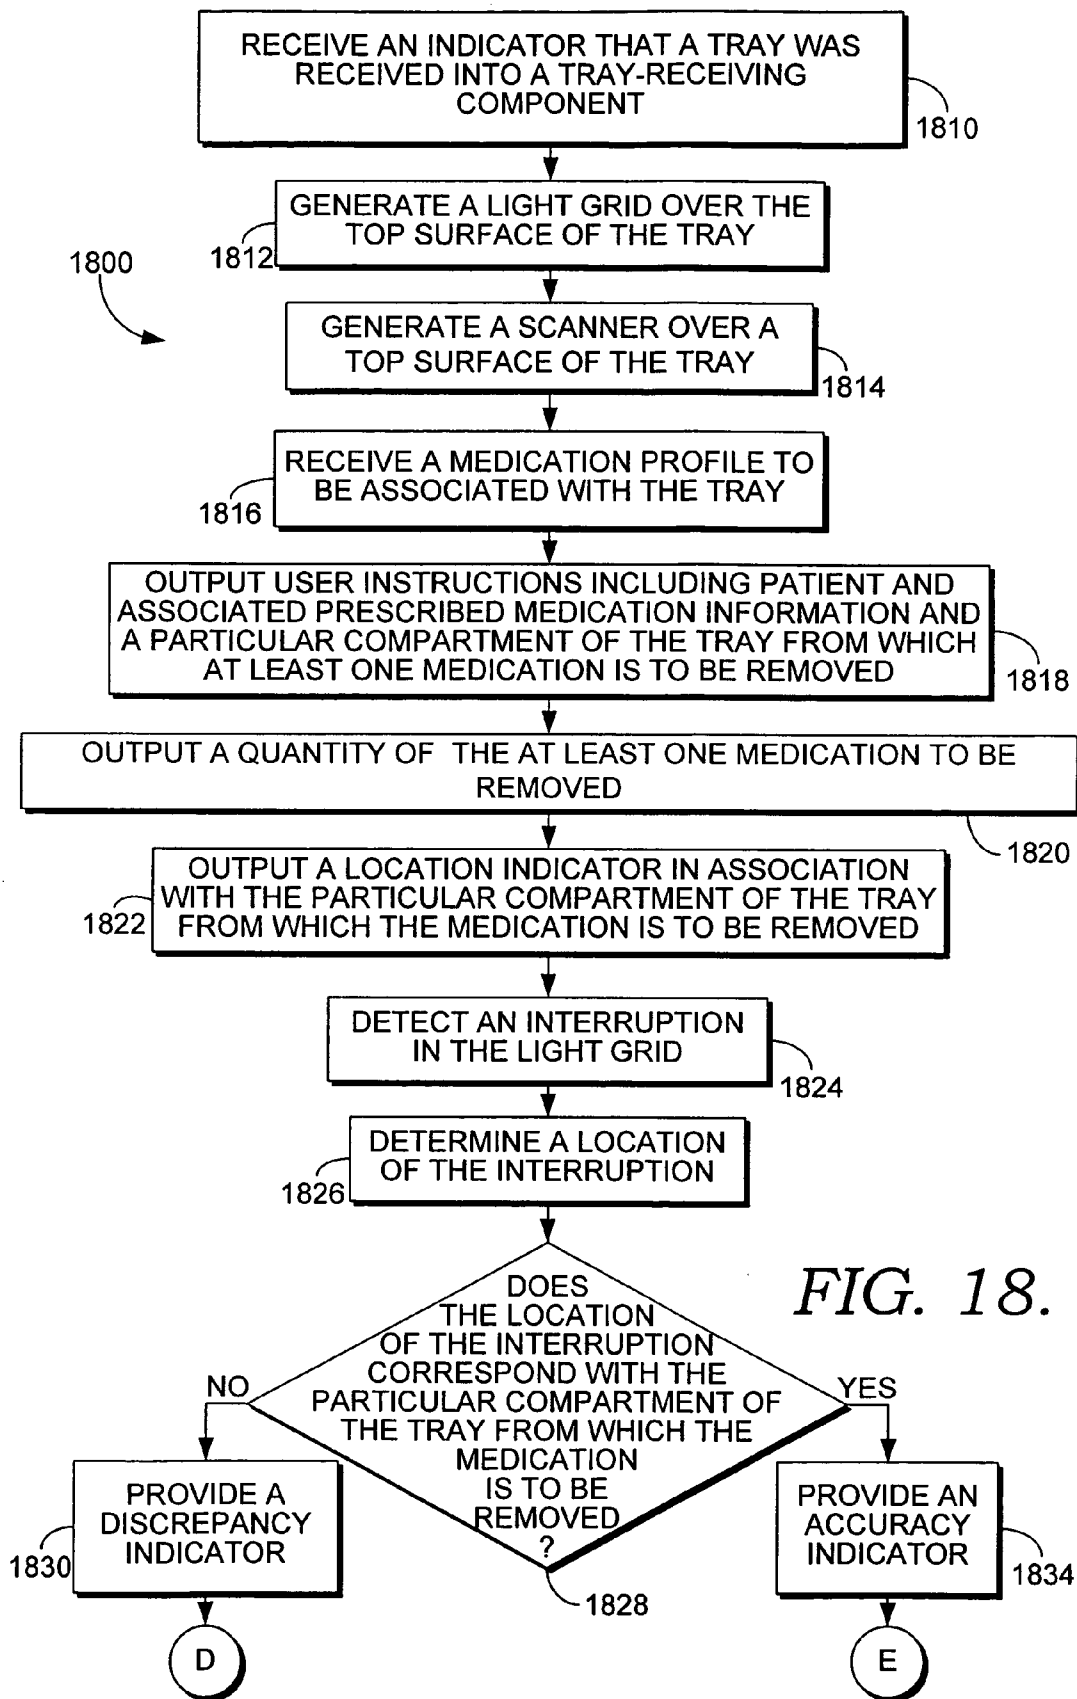 RECEIVE AN INDICATOR THAT A TRAY WAS
RECEIVED INTO A TRAY-RECEIVING
COMPONENT
1810
GENERATE A LIGHT GRID OVER THE
TOP SURFACE OF THE TRAY
1812
1800
GENERATE A SCANNER OVER A
TOP SURFACE OF THE TRAY
1814
RECEIVE A MEDICATION PROFILE TO
BE ASSOCIATED WITH THE TRAY
1816
OUTPUT USER INSTRUCTIONS INCLUDING PATIENT AND
ASSOCIATED PRESCRIBED MEDICATION INFORMATION AND
A PARTICULAR COMPARTMENT OF THE TRAY FROM WHICH
AT LEAST ONE MEDICATION IS TO BE REMOVED
1818
OUTPUT A QUANTITY OF THE AT LEAST ONE MEDICATION TO BE
REMOVED
1820
OUTPUT A LOCATION INDICATOR IN ASSOCIATION
WITH THE PARTICULAR COMPARTMENT OF THE TRAY
FROM WHICH THE MEDICATION IS TO BE REMOVED
1822
DETECT AN INTERRUPTION
IN THE LIGHT GRID
1824
DETERMINE A LOCATION
OF THE INTERRUPTION
1826
DOES
THE LOCATION
OF THE INTERRUPTION
CORRESPOND WITH THE
PARTICULAR COMPARTMENT OF
THE TRAY FROM WHICH THE
MEDICATION
IS TO BE
REMOVED
?
1828
FIG. 18.
NO
YES
PROVIDE A
DISCREPANCY
INDICATOR
1830
PROVIDE AN
ACCURACY
INDICATOR
1834
D
E